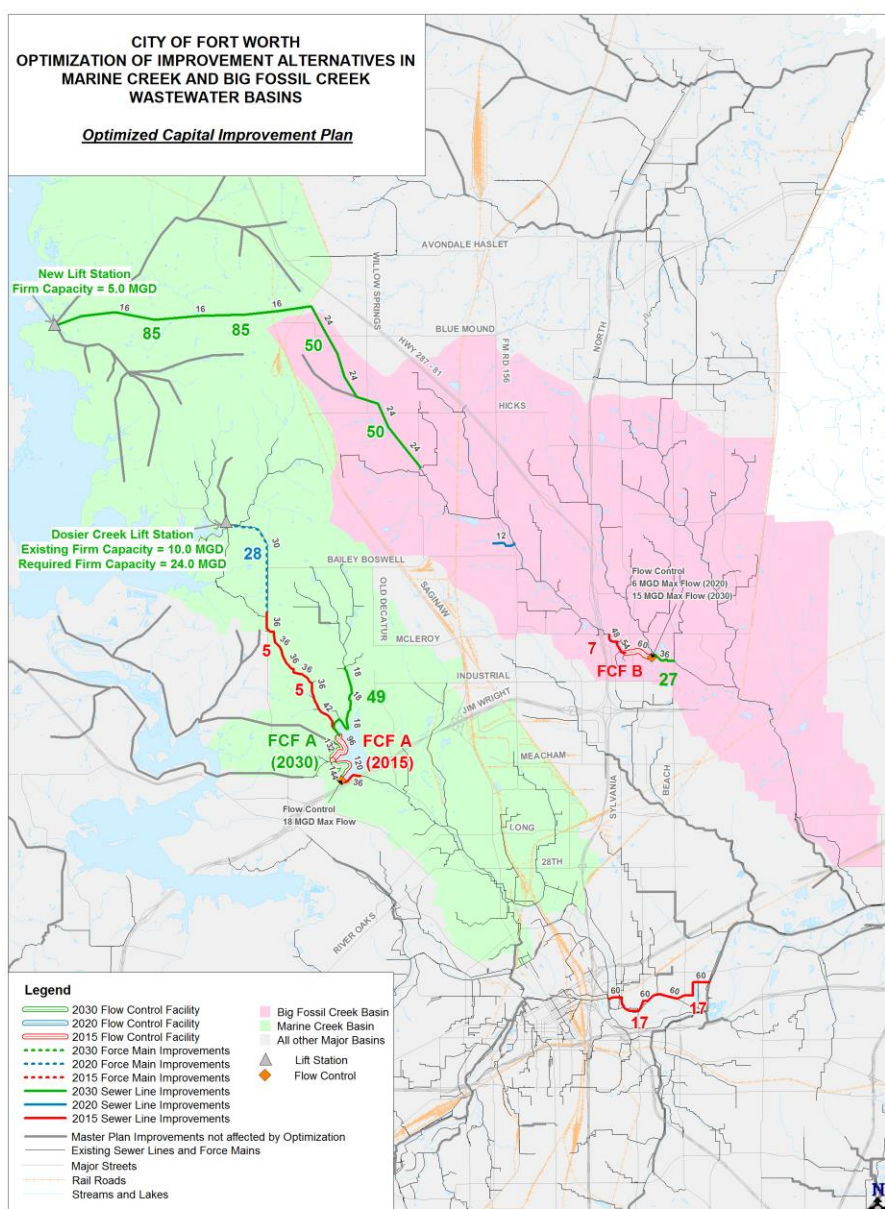 CITY OF FORT WORTH
OPTIMIZATION OF IMPROVEMENT ALTERNATIVES IN
MARINE CREEK AND BIG FOSSIL CREEK
WASTEWATER BASINS
Optimized Capital Improvement Plan
AVONDALE HASLET
WILLOW SPRINGS
New Lift Station
Firm Capacity = 5.0 MGD
16
16
16
85
85
24
50
BLUE MOUND
HWY 287 - 81
FM RD 156
NORTH
24
HICKS
24
50
24
Dosier Creek Lift Station
Existing Firm Capacity = 10.0 MGD
Required Firm Capacity = 24.0 MGD
28
30
12
BAILEY BOSWELL
OLD DECATUR
SAGINAW
Flow Control
6 MGD Max Flow (2020)
15 MGD Max Flow (2030)
36
36
36
36
36
5
5
42
MCLEROY
48
54
60
36
7
FCF B
27
INDUSTRIAL
18
18
18
49
JIM WRIGHT
FCF A
(2030)
FCF A
(2015)
96
132
120
144
36
MEACHAM
SYLVANIA
BEACH
Flow Control
18 MGD Max Flow
LONG
28TH
RIVER OAKS
60
60
60
60
17
17
Legend
2030 Flow Control Facility
2020 Flow Control Facility
2015 Flow Control Facility
2030 Force Main Improvements
2020 Force Main Improvements
2015 Force Main Improvements
2030 Sewer Line Improvements
2020 Sewer Line Improvements
2015 Sewer Line Improvements
Master Plan Improvements not affected by Optimization
Existing Sewer Lines and Force Mains
Major Streets
Rail Roads
Streams and Lakes
Big Fossil Creek Basin
Marine Creek Basin
All other Major Basins
Lift Station
Flow Control
N